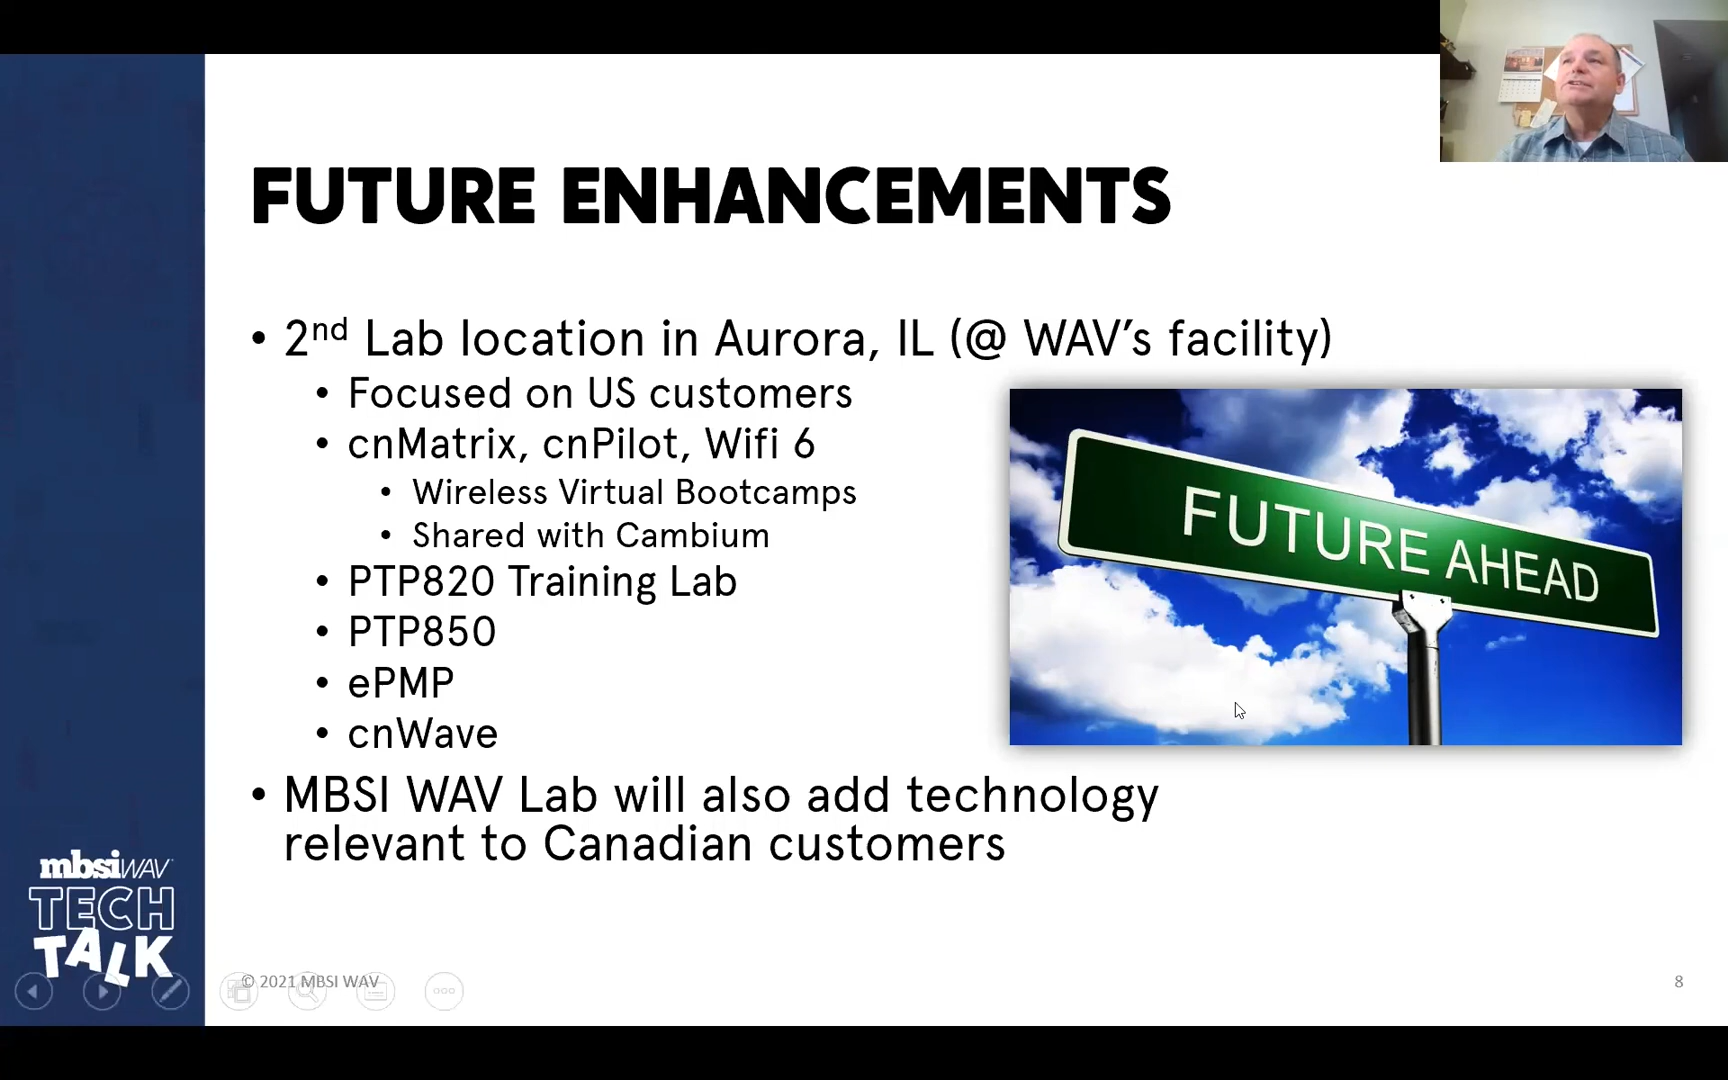 FUTURE ENHANCEMENTS
• 2nd Lab location in Aurora, IL (@ WAV’s facility)
• Focused on US customers
• cnMatrix, cnPilot, Wifi 6
• Wireless Virtual Bootcamps
• Shared with Cambium
• PTP820 Training Lab
• PTP850
• ePMP
• cnWave
• MBSI WAV Lab will also add technology
relevant to Canadian customers
FUTURE AHEAD
mbsiWAV
TECH
TALK
© 2021 MBSI WAV
8